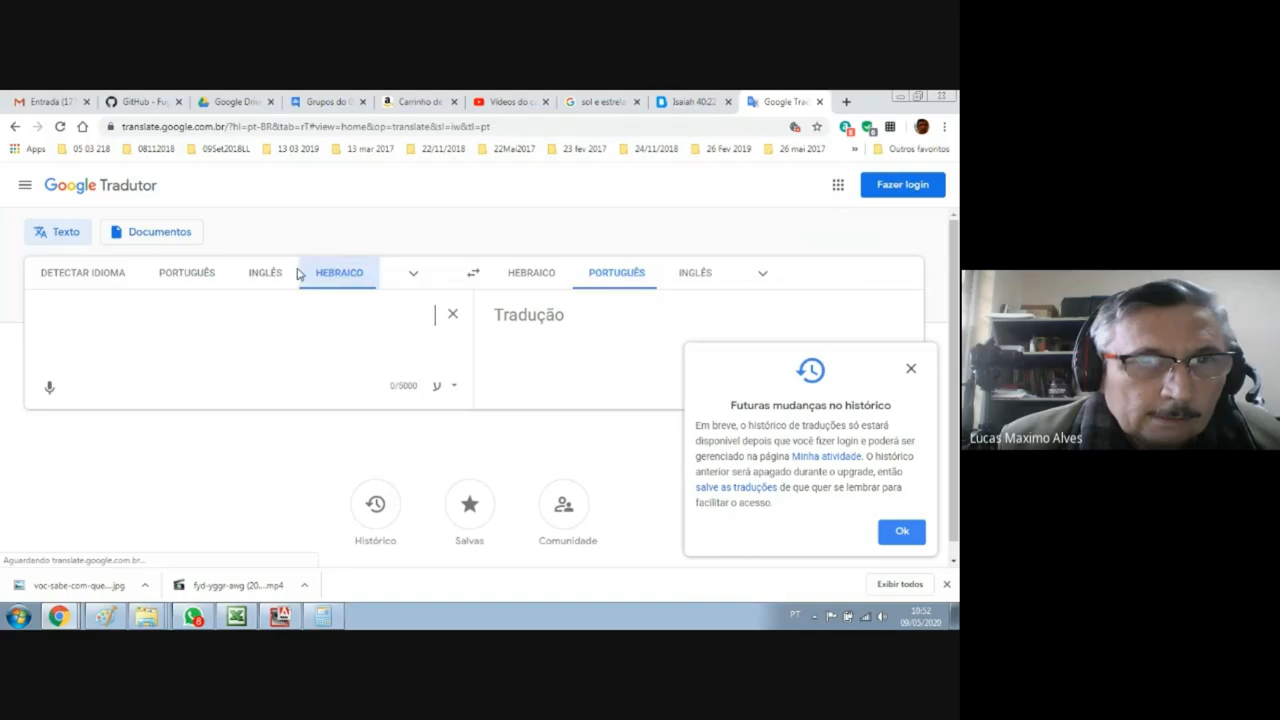 Entrada (17 GitHub - Fug Google Driv Grupos do G Carrinho de Vídeos do c sol e estrela Isaiah 40:22 Google Trad
translate.google.com.br/?hl=pt-BR&tab=rT#view=home&op=translate&sl=iw&tl=pt
Apps 05 03 218 08112018 09Set2018LL 13 03 2019 13 mar 2017 22/11/2018 22Mai2017 23 fev 2017 24/11/2018 26 Fev 2019 26 mai 2017 » Outros favoritos
Google Tradutor Fazer login
Texto Documentos
DETECTAR IDIOMA PORTUGUÊS INGLÊS HEBRAICO HEBRAICO PORTUGUÊS INGLÊS
Tradução
0/5000 ע
Futuras mudanças no histórico
Em breve, o histórico de traduções só estará
disponível depois que você fizer login e poderá ser
gerenciado na página Minha atividade. O histórico
anterior será apagado durante o upgrade, então
salve as traduções de que quer se lembrar para
facilitar o acesso.
Ok
Histórico Salvas Comunidade
Aguardando translate.google.com.br...
voc-sabe-com-que....jpg fyd-yggr-awg (20....mp4 Exibir todos
8 PT 10:52
09/05/2020
Lucas Maximo Alves